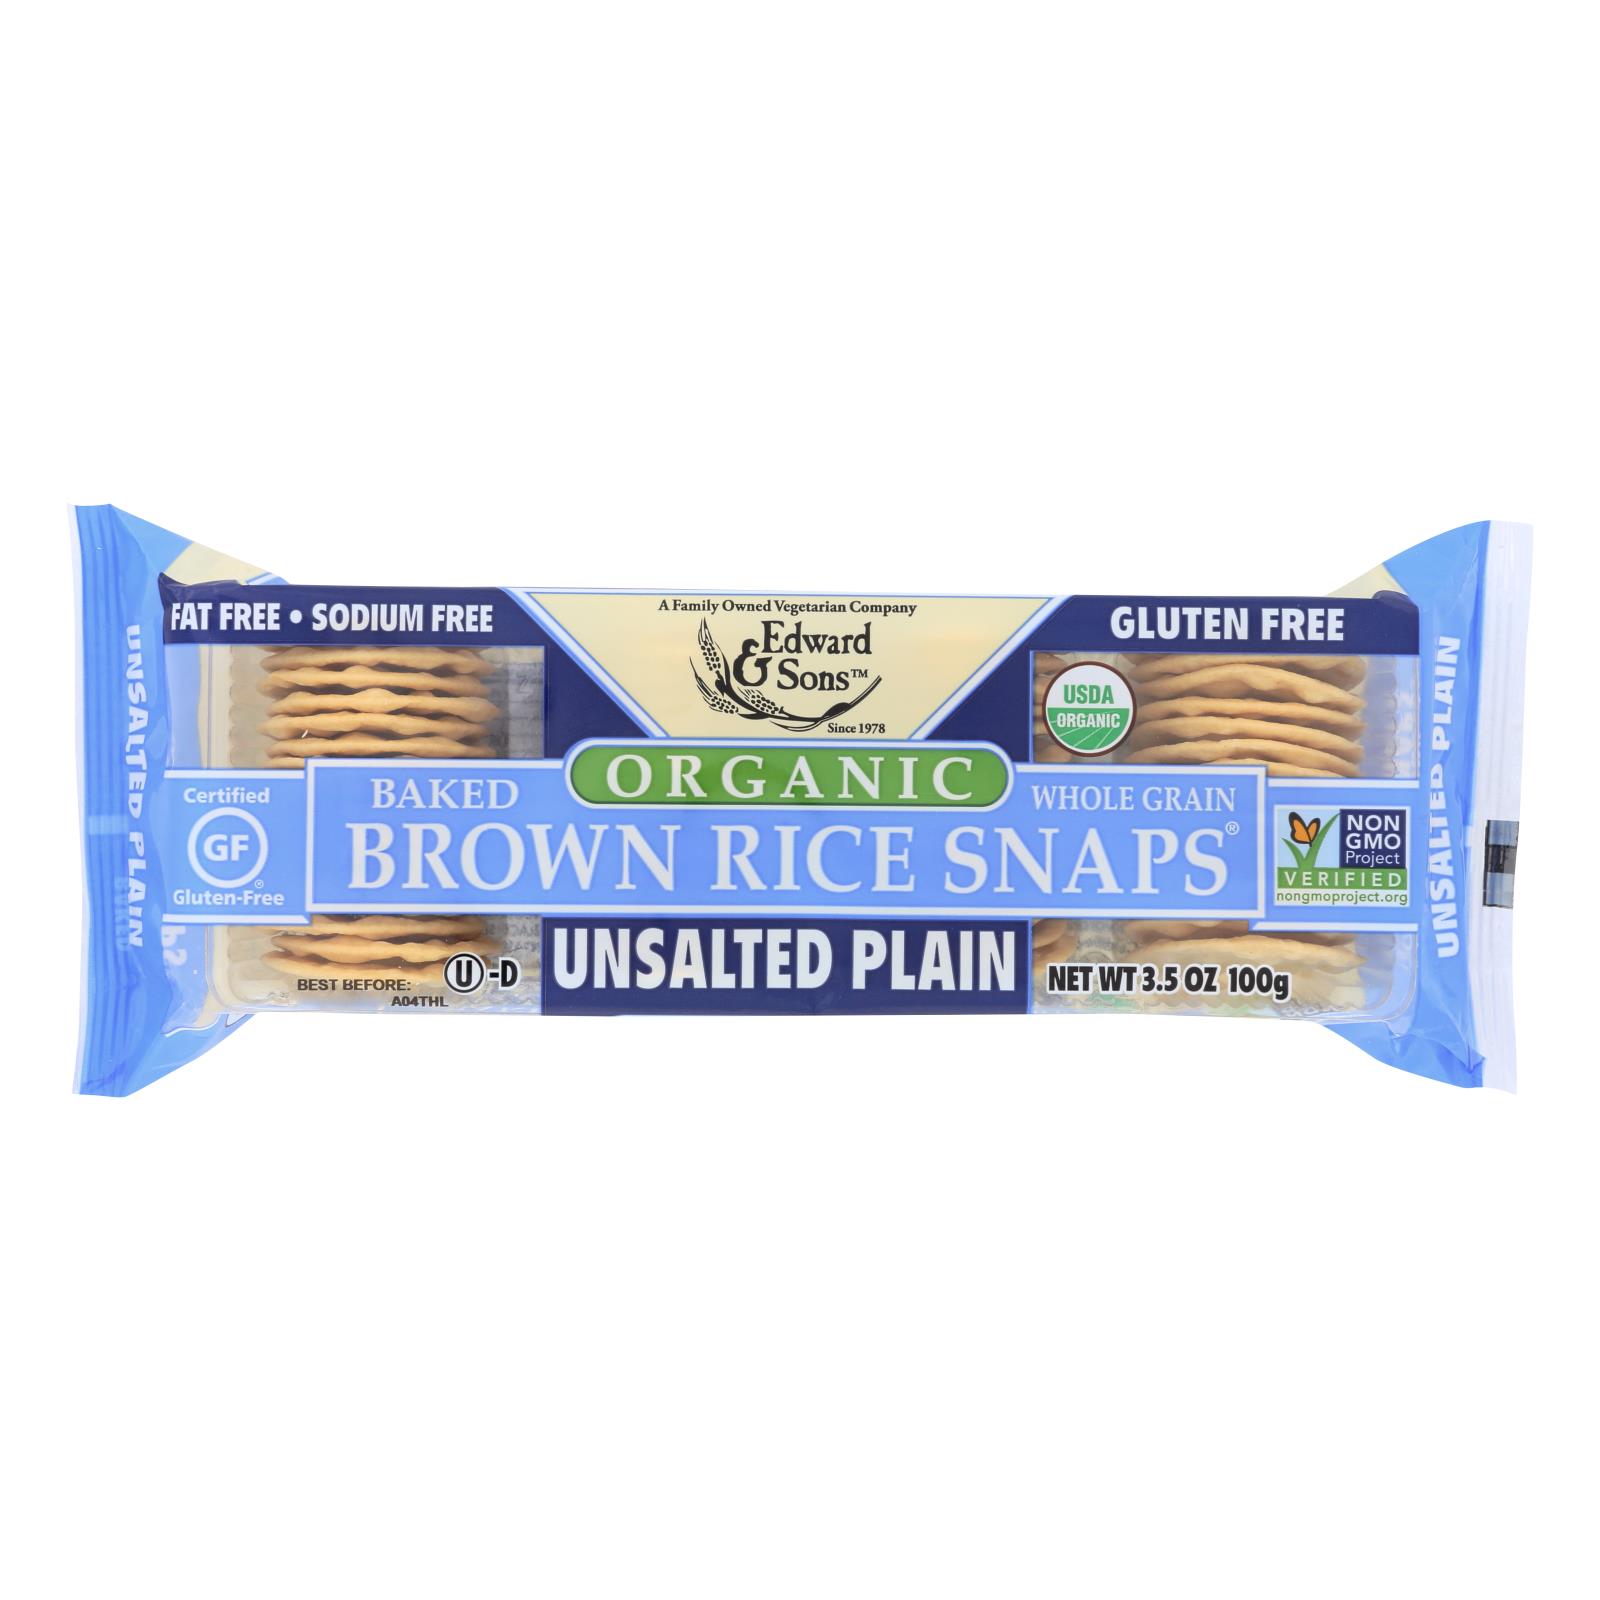 FAT FREE • SODIUM FREE
A Family Owned Vegetarian Company
Edward
& Sons™
Since 1978
GLUTEN FREE
USDA
ORGANIC
Certified
GF
Gluten-Free®
ORGANIC
BAKED
WHOLE GRAIN
BROWN RICE SNAPS®
NON
GMO
Project
VERIFIED
nongmoproject.org
UNSALTED PLAIN
BEST BEFORE:
A04THL
U-D
NET WT 3.5 OZ 100g
UNSALTED PLAIN
UNSALTED PLAIN